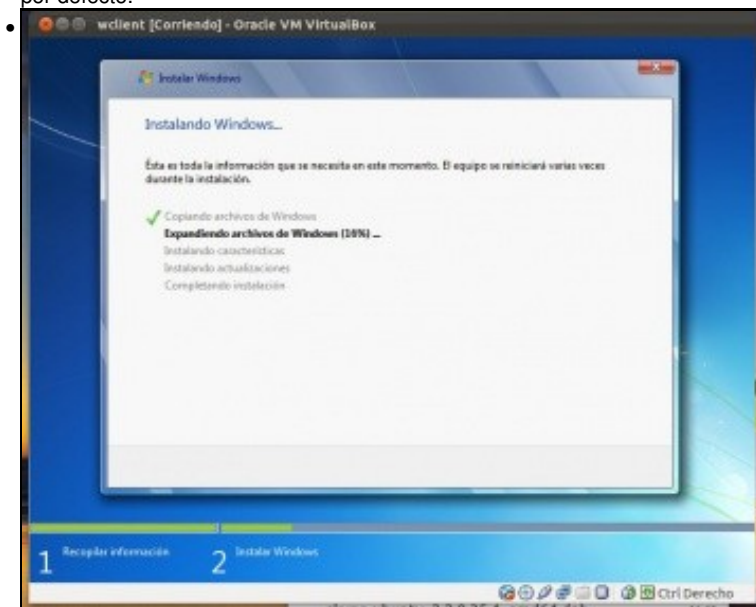 wclient [Corriendo] - Oracle VM VirtualBox
Instalar Windows
Instalando Windows...
Ésta es toda la información que se necesita en este momento. El equipo se reiniciará varias veces
durante la instalación.
Copiando archivos de Windows
Expandiendo archivos de Windows (16%) ...
Instalando características
Instalando actualizaciones
Completando instalación
1 Recopilar información
2 Instalar Windows
Ctrl Derecho